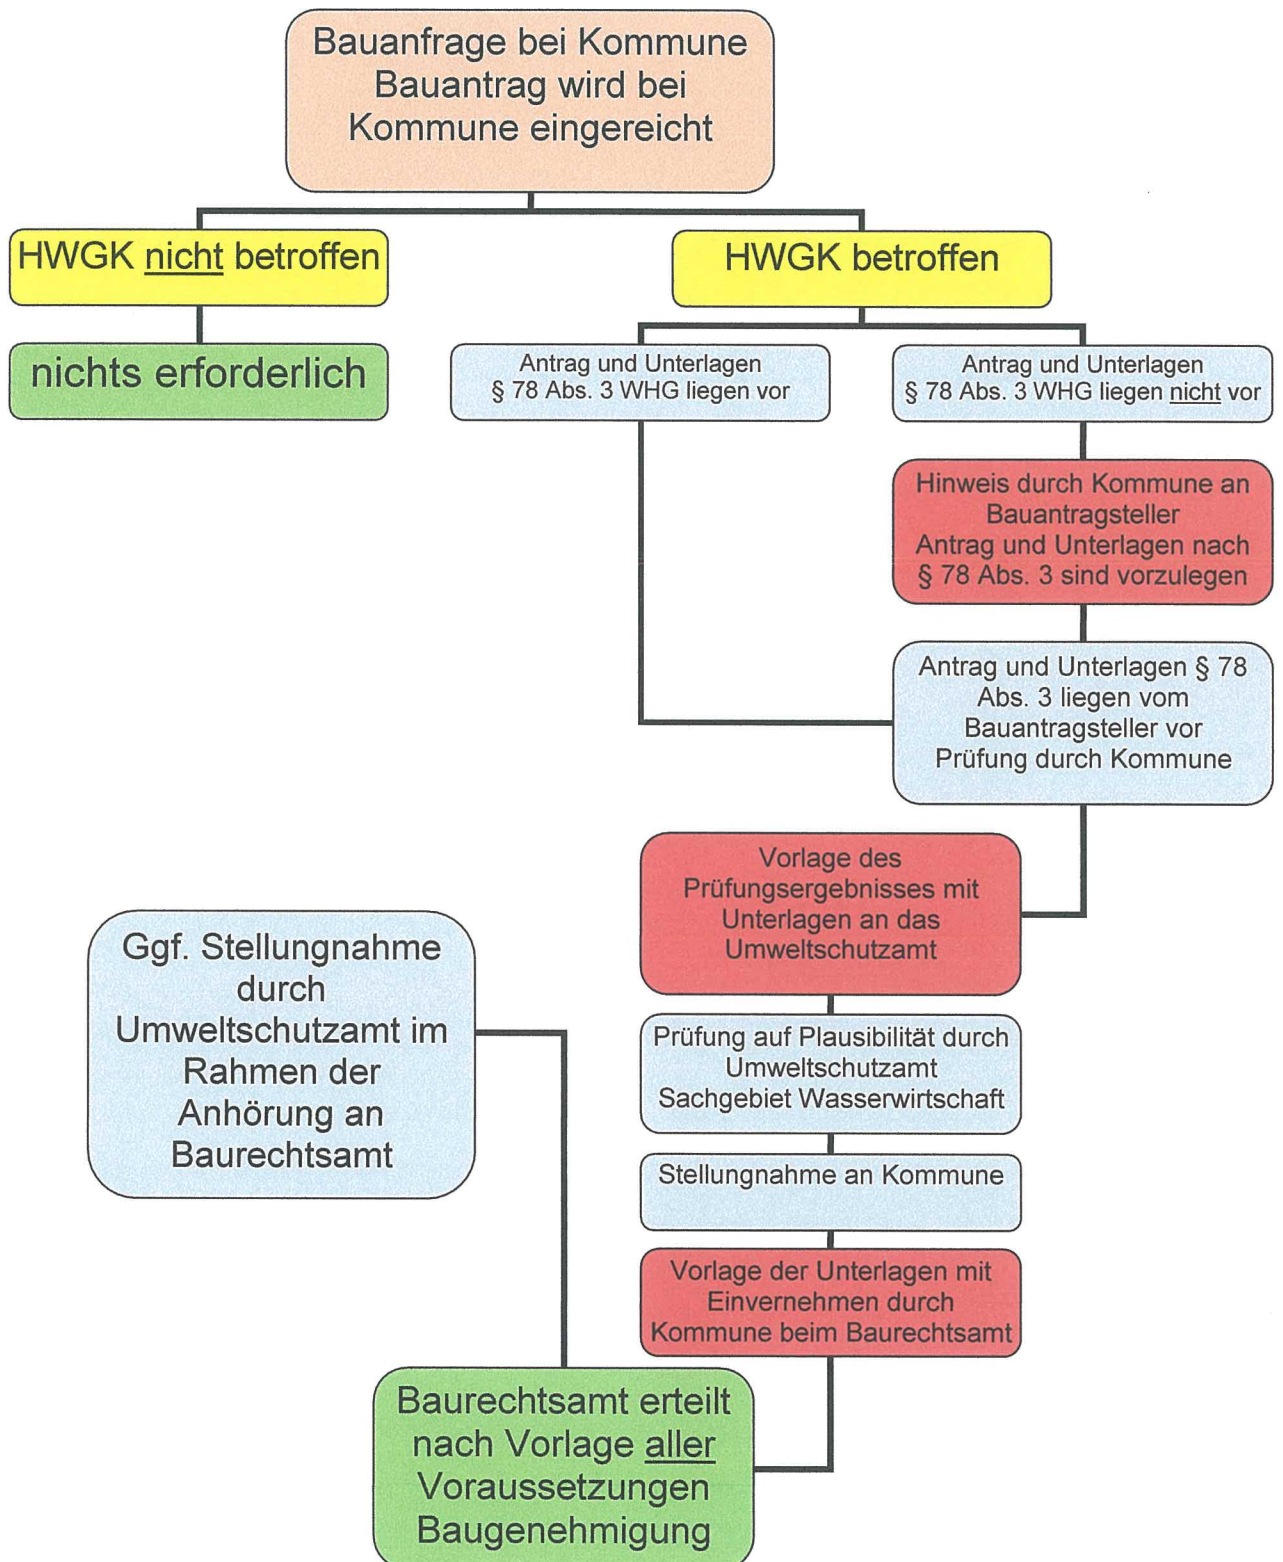 Bauanfrage bei Kommune
Bauantrag wird bei
Kommune eingereicht
HWGK nicht betroffen
HWGK betroffen
nichts erforderlich
Antrag und Unterlagen
§ 78 Abs. 3 WHG liegen vor
Antrag und Unterlagen
§ 78 Abs. 3 WHG liegen nicht vor
Hinweis durch Kommune an
Bauantragsteller
Antrag und Unterlagen nach
§ 78 Abs. 3 sind vorzulegen
Antrag und Unterlagen § 78
Abs. 3 liegen vom
Bauantragsteller vor
Prüfung durch Kommune
Vorlage des
Prüfungsergebnisses mit
Unterlagen an das
Umweltschutzamt
Ggf. Stellungnahme
durch
Umweltschutzamt im
Rahmen der
Anhörung an
Baurechtsamt
Prüfung auf Plausibilität durch
Umweltschutzamt
Sachgebiet Wasserwirtschaft
Stellungnahme an Kommune
Vorlage der Unterlagen mit
Einvernehmen durch
Kommune beim Baurechtsamt
Baurechtsamt erteilt
nach Vorlage aller
Voraussetzungen
Baugenehmigung